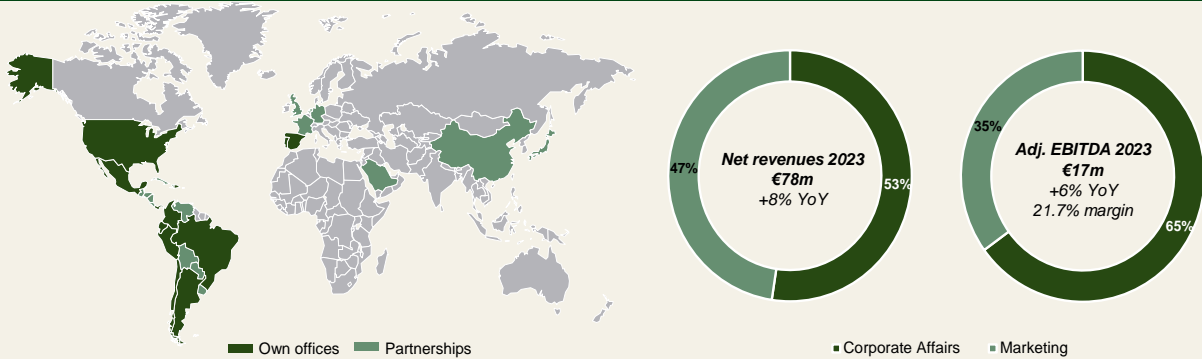 47%
Net revenues 2023
€78m
+8% YoY
53%
35%
Adj. EBITDA 2023
€17m
+6% YoY
21.7% margin
65%
Own offices
Partnerships
Corporate Affairs
Marketing